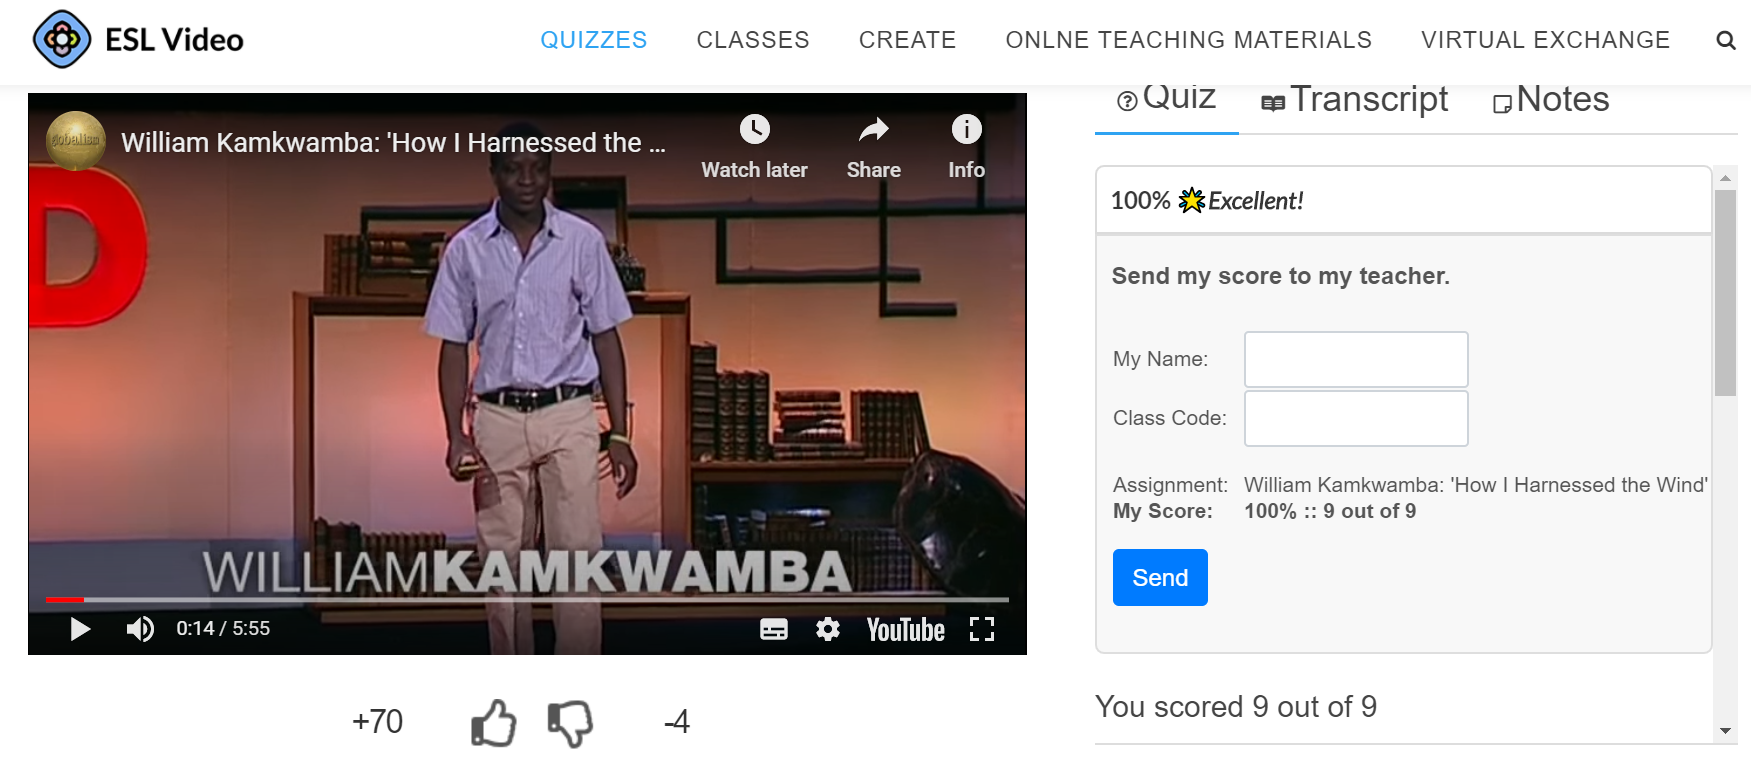 ESL Video
QUIZZES
CLASSES
CREATE
ONLNE TEACHING MATERIALS
VIRTUAL EXCHANGE
globalism
William Kamkwamba: 'How I Harnessed the ...
Watch later
Share
Info
D
WILLIAMKAMKWAMBA
0:14 / 5:55
YouTube
+70
-4
Quiz
Transcript
Notes
100% Excellent!
Send my score to my teacher.
My Name:
Class Code:
Assignment: William Kamkwamba: 'How I Harnessed the Wind'
My Score: 100% :: 9 out of 9
Send
You scored 9 out of 9